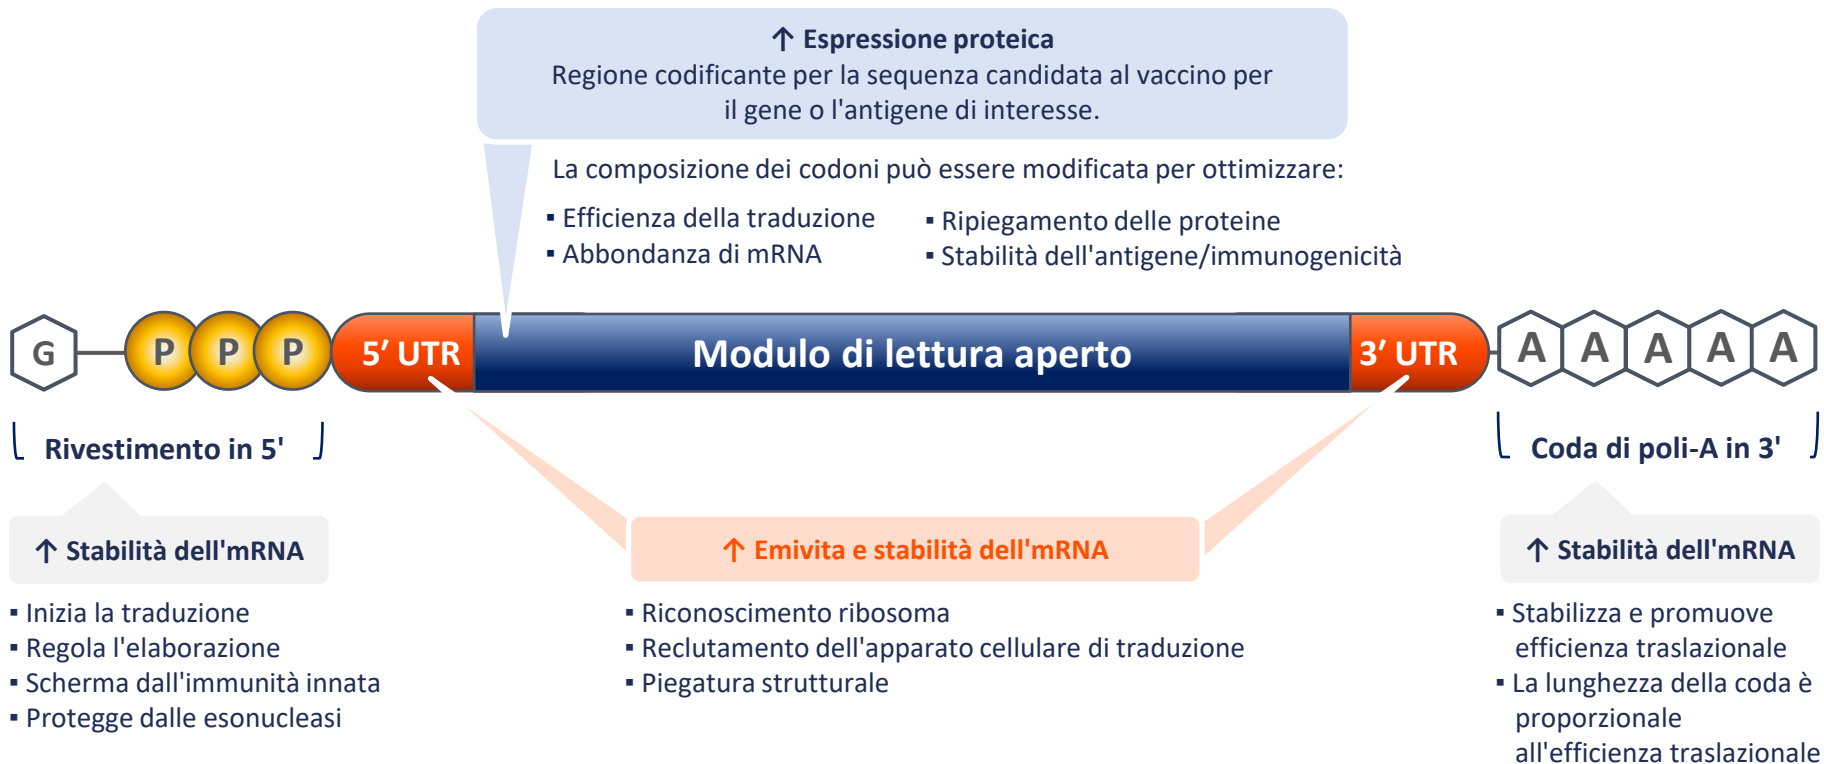 ↑ Espressione proteica
Regione codificante per la sequenza candidata al vaccino per
il gene o l'antigene di interesse.
La composizione dei codoni può essere modificata per ottimizzare:
▪ Efficienza della traduzione
▪ Abbondanza di mRNA
▪ Ripiegamento delle proteine
▪ Stabilità dell'antigene/immunogenicità
G P P P 5′ UTR Modulo di lettura aperto 3′ UTR A A A A A
Rivestimento in 5'
↑ Stabilità dell'mRNA
▪ Inizia la traduzione
▪ Regola l'elaborazione
▪ Scherma dall'immunità innata
▪ Protegge dalle esonucleasi
↑ Emivita e stabilità dell'mRNA
▪ Riconoscimento ribosoma
▪ Reclutamento dell'apparato cellulare di traduzione
▪ Piegatura strutturale
Coda di poli-A in 3'
↑ Stabilità dell'mRNA
▪ Stabilizza e promuove
efficienza traslazionale
▪ La lunghezza della coda è
proporzionale
all'efficienza traslazionale